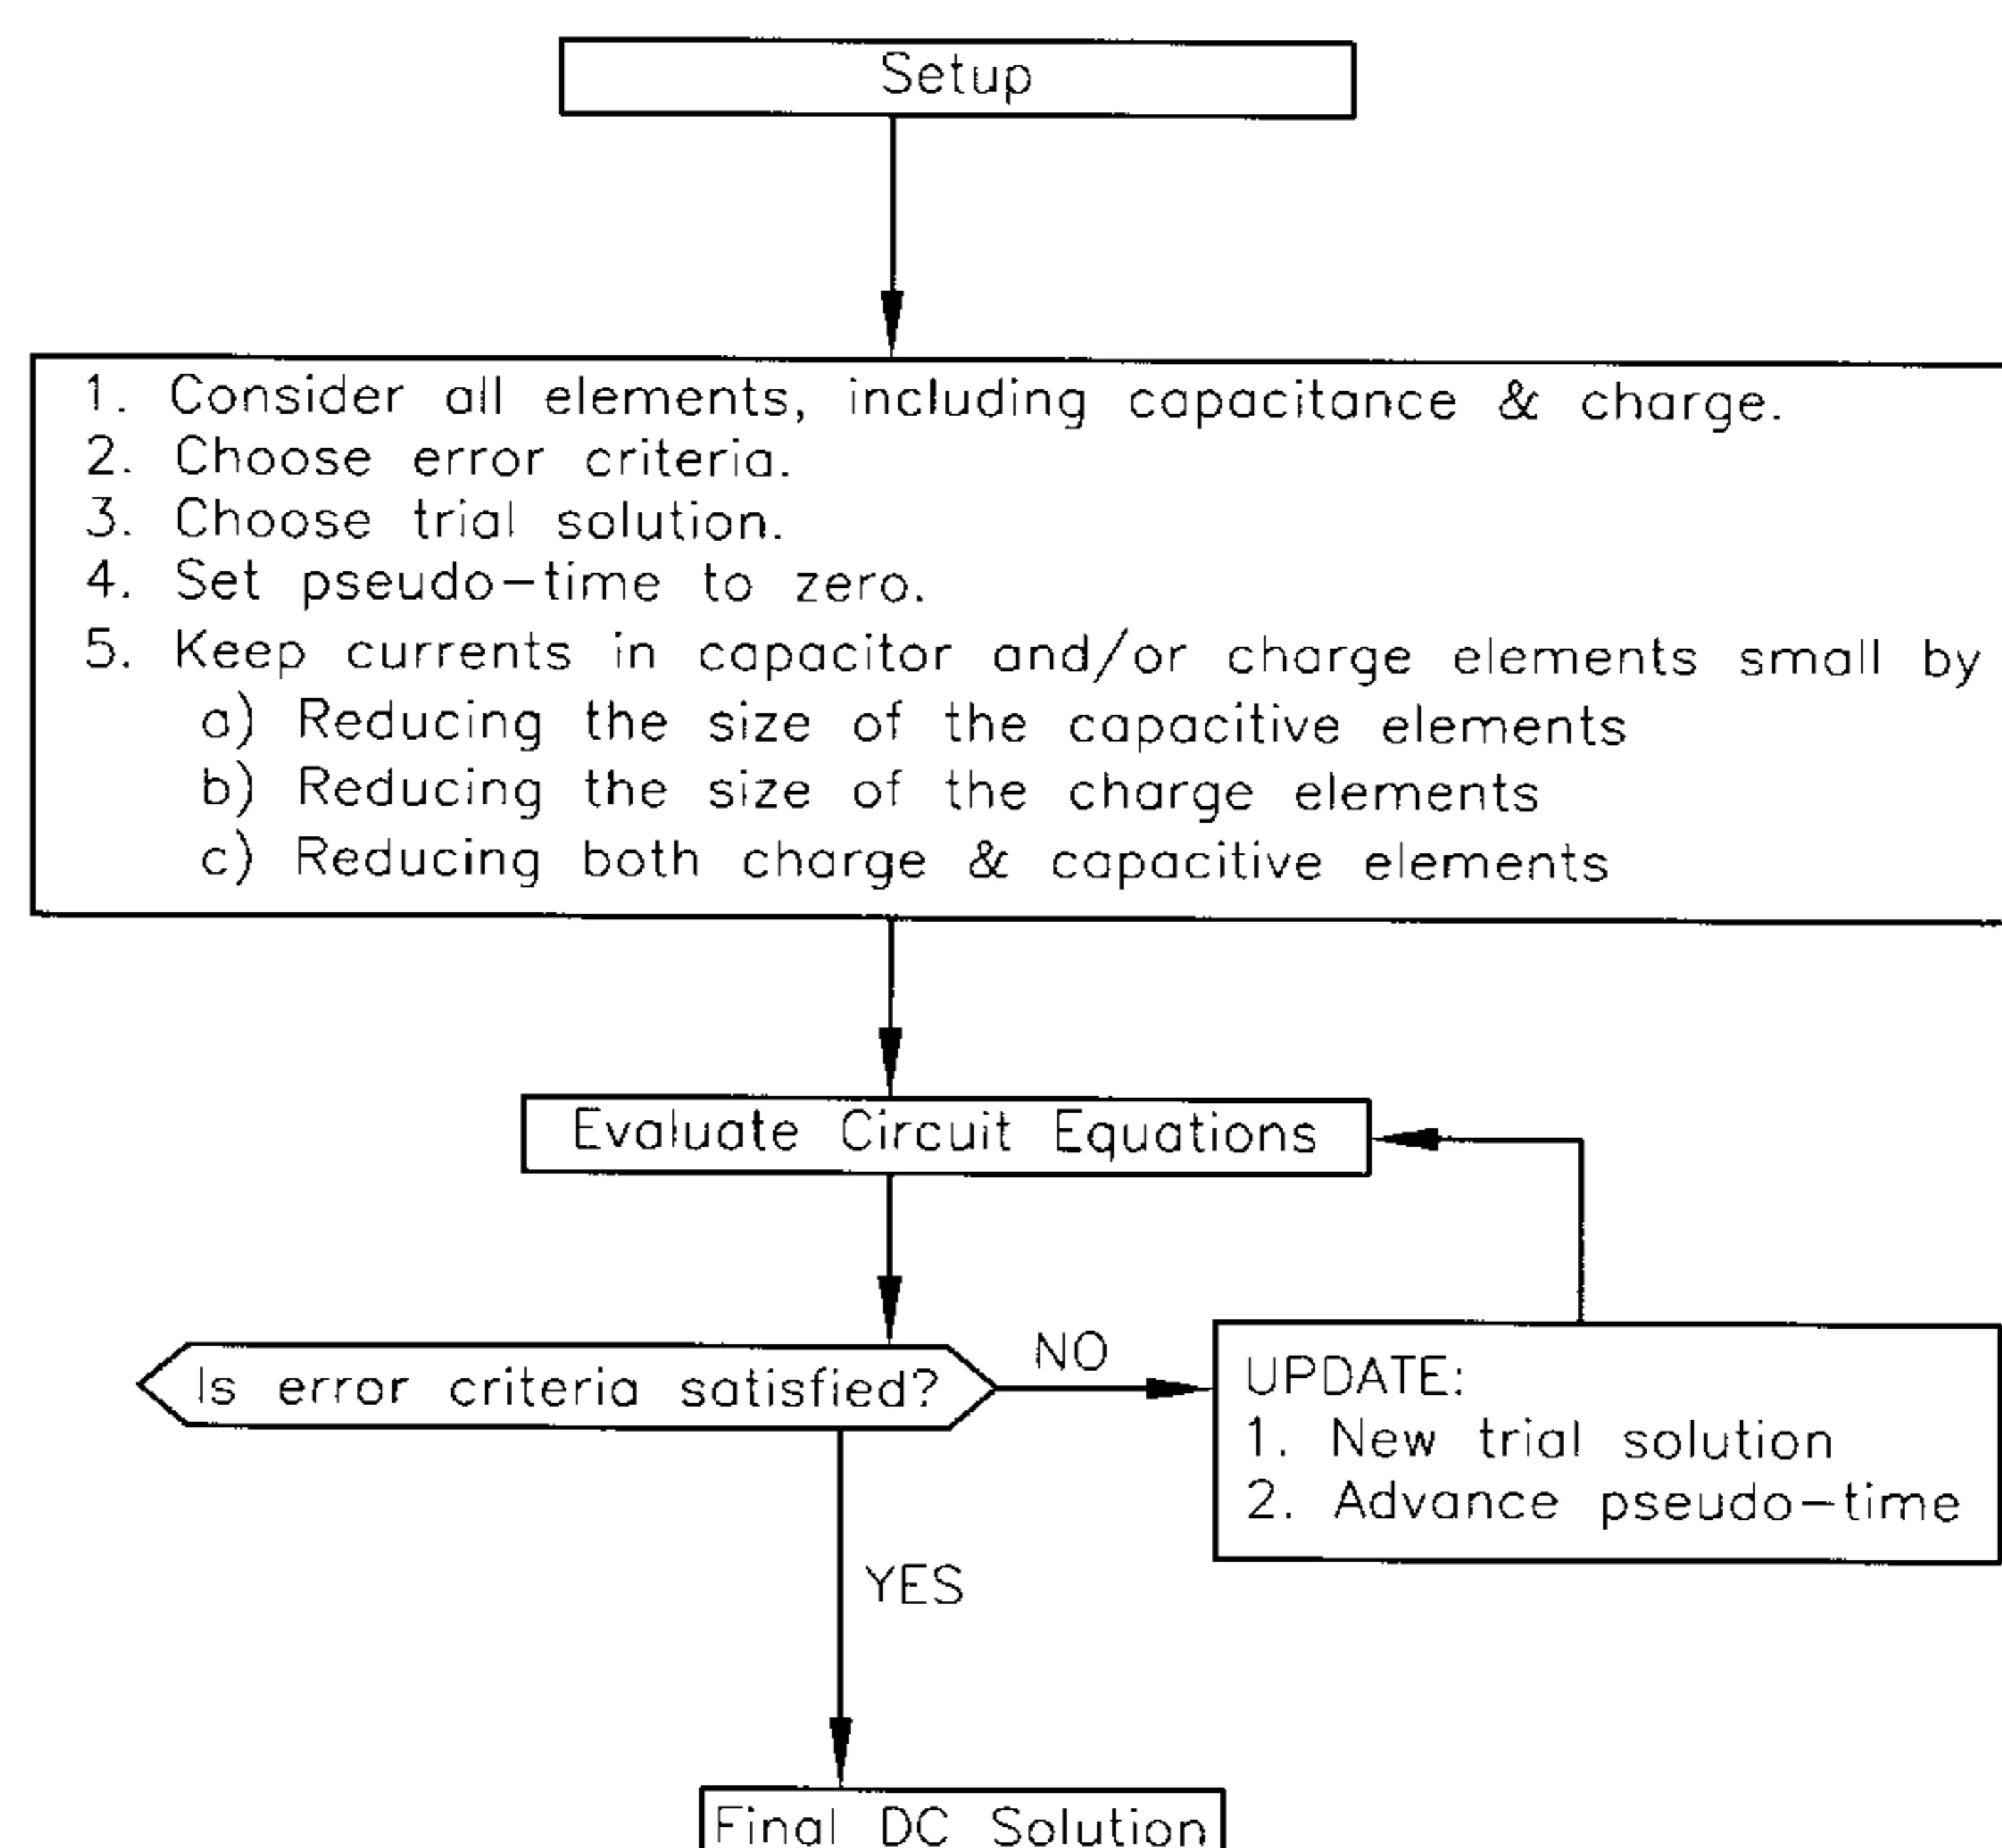 Setup
1. Consider all elements, including capacitance & charge.
2. Choose error criteria.
3. Choose trial solution.
4. Set pseudo-time to zero.
5. Keep currents in capacitor and/or charge elements small by
a) Reducing the size of the capacitive elements
b) Reducing the size of the charge elements
c) Reducing both charge & capacitive elements
Evaluate Circuit Equations
Is error criteria satisfied?
NO
UPDATE:
1. New trial solution
2. Advance pseudo-time
YES
Final DC Solution